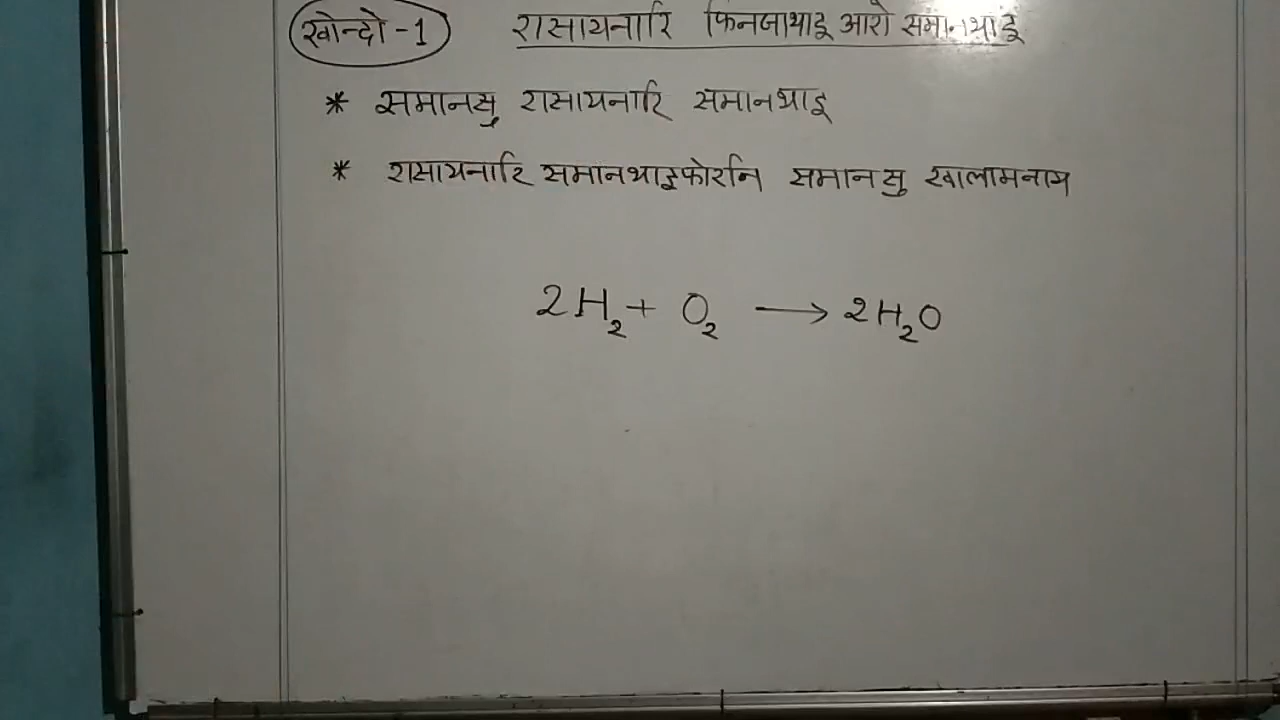 खोन्दो-1 रासायनारि फिनजाथाइ आरो समानथाइ
* समानसु रासायनारि समानथाइ
* रासायनारि समानथाइफोरनि समानसु खालामनाय
2H₂ + O₂ ⟶ 2H₂O